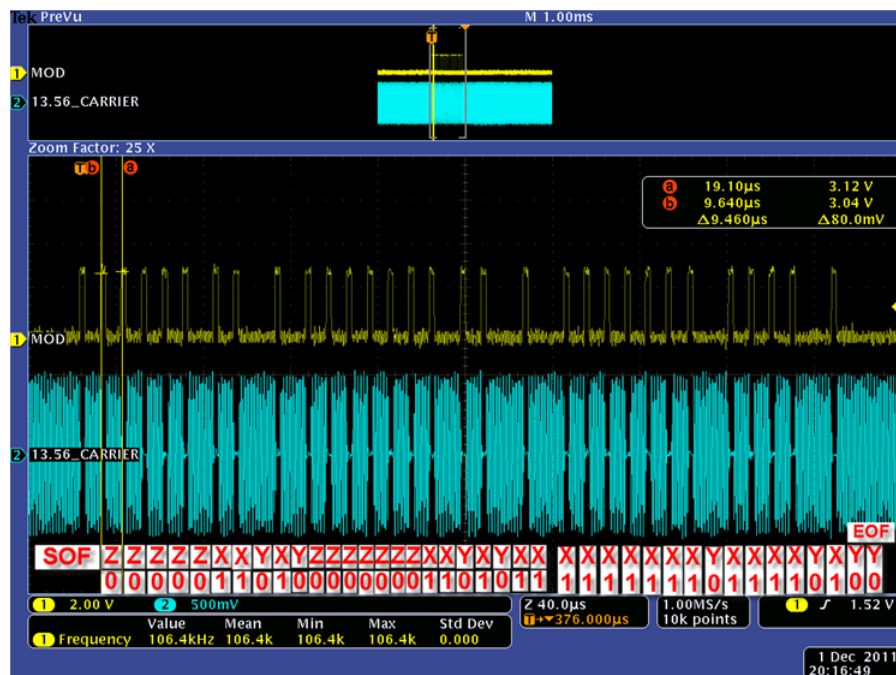 Tek PreVu M 1.00ms
T
1 MOD
2 13.56_CARRIER
Zoom Factor: 25 X
T b a
a 19.10µs 3.12 V
b 9.640µs 3.04 V
Δ9.460µs Δ80.0mV
1 MOD
2 13.56_CARRIER
EOF
SOF Z Z Z Z Z X X Y X Y Z Z Z Z Z Z Z X X Y X Y X X X X X X X X X Y X X X X Y X Y Y
0 0 0 0 0 1 1 0 1 0 0 0 0 0 0 0 0 1 1 0 1 0 1 1 1 1 1 1 1 1 1 0 1 1 1 1 0 1 0 0
1 2.00 V 2 500mV Z 40.0µs 1.00MS/s 1 1.52 V
T→▼376.000µs 10k points
Value Mean Min Max Std Dev
1 Frequency 106.4kHz 106.4k 106.4k 106.4k 0.000
1 Dec 2011
20:16:49